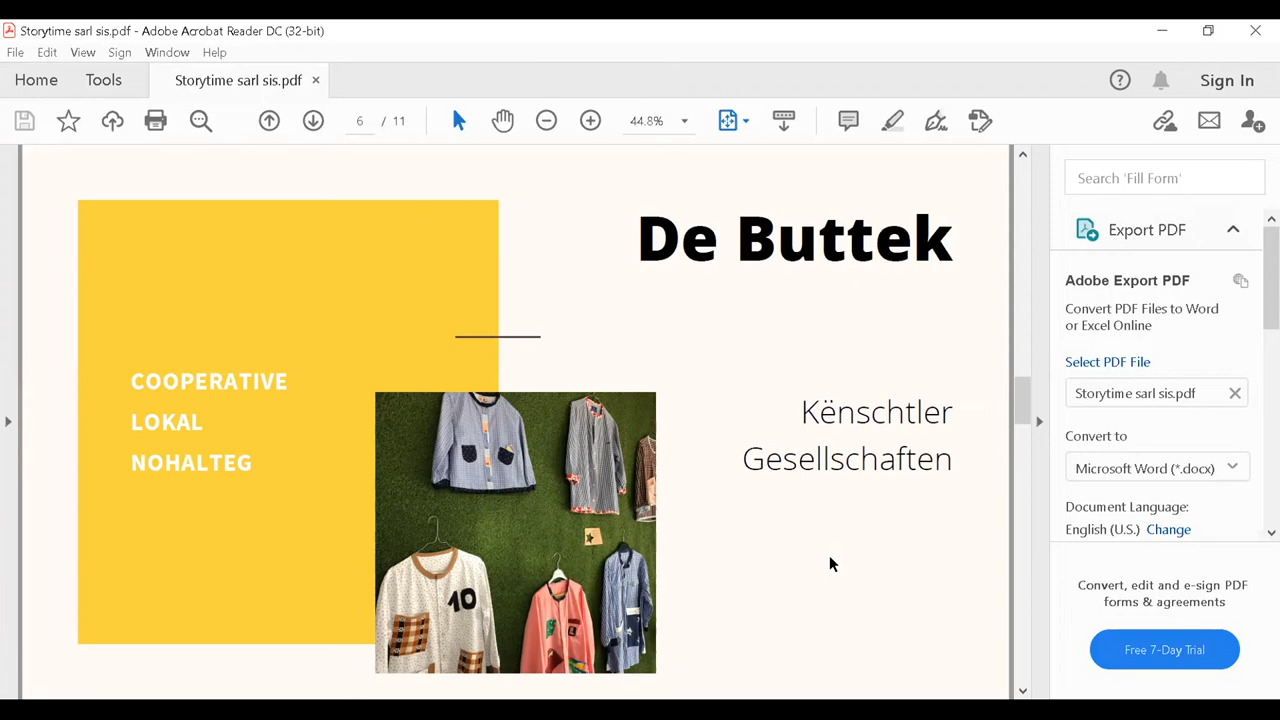 Storytime sarl sis.pdf - Adobe Acrobat Reader DC (32-bit)
File Edit View Sign Window Help
Home Tools Storytime sarl sis.pdf × Sign In
6 / 11 44.8%
De Buttek
COOPERATIVE
LOKAL
NOHALTEG
Kënschtler
Gesellschaften
10
Search 'Fill Form'
Export PDF
Adobe Export PDF
Convert PDF Files to Word
or Excel Online
Select PDF File
Storytime sarl sis.pdf
Convert to
Microsoft Word (*.docx)
Document Language:
English (U.S.) Change
Convert, edit and e-sign PDF
forms & agreements
Free 7-Day Trial